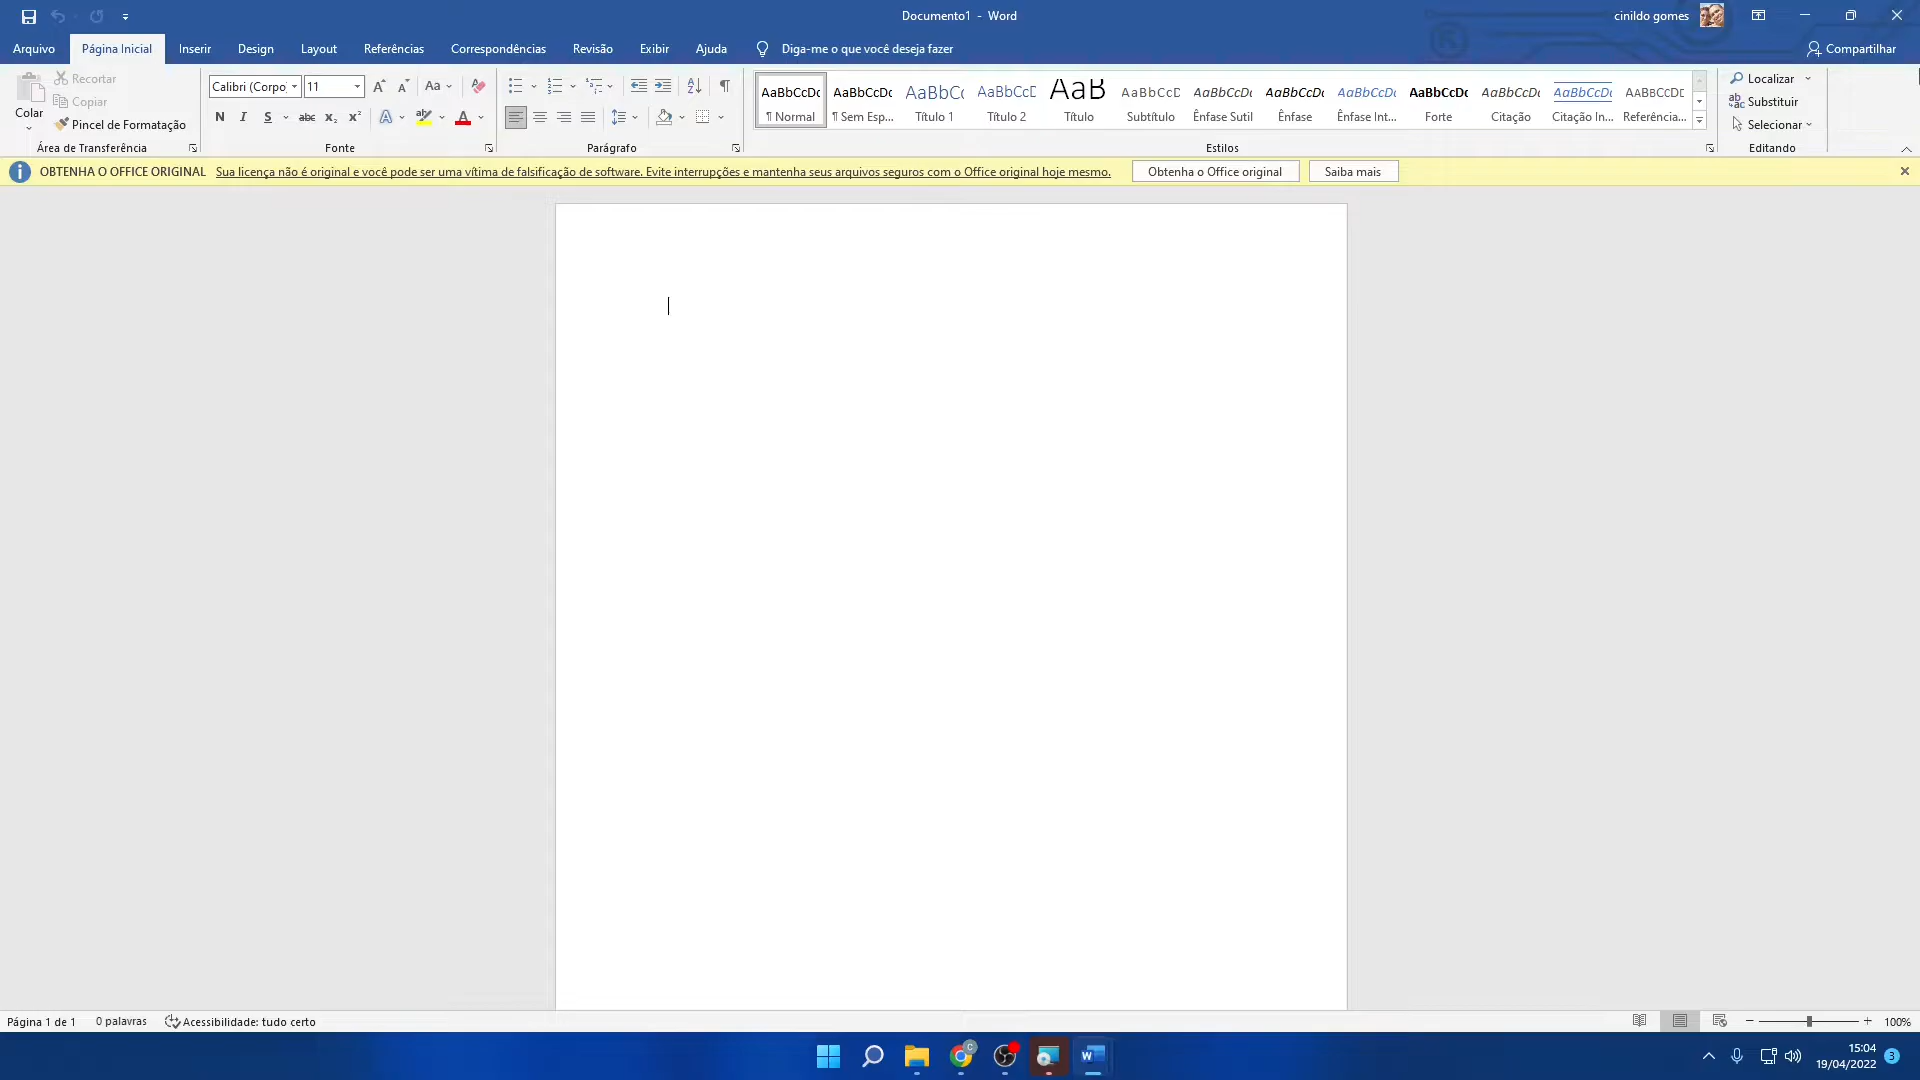 Documento1 - Word
cinildo gomes
Arquivo Página Inicial Inserir Design Layout Referências Correspondências Revisão Exibir Ajuda Diga-me o que você deseja fazer Compartilhar
Colar
Recortar
Copiar
Pincel de Formatação
Área de Transferência
Calibri (Corpo 11
Aa
N I S abc x₂ x²
A ab A
Fonte
Parágrafo
AaBbCcDc AaBbCcDc AaBbCc AaBbCcD AaB AaBbCcD AaBbCcDc AaBbCcDc AaBbCcDc AaBbCcDc AaBbCcDc AaBbCcDc AABBCCDD
¶ Normal ¶ Sem Esp... Título 1 Título 2 Título Subtítulo Ênfase Sutil Ênfase Ênfase Int... Forte Citação Citação In... Referência...
Estilos
Localizar
Substituir
Selecionar
Editando
OBTENHA O OFFICE ORIGINAL Sua licença não é original e você pode ser uma vítima de falsificação de software. Evite interrupções e mantenha seus arquivos seguros com o Office original hoje mesmo. Obtenha o Office original Saiba mais
Página 1 de 1 0 palavras Acessibilidade: tudo certo 100%
15:04
19/04/2022
3